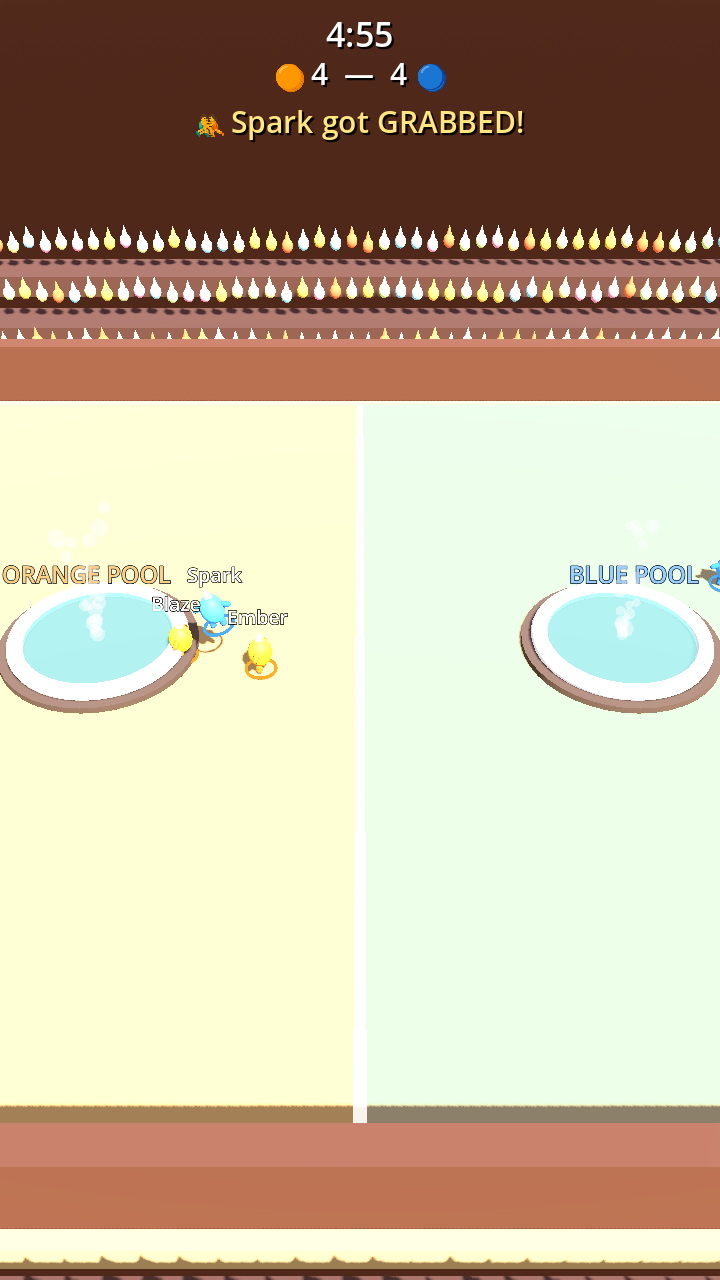 4:55
4 — 4
Spark got GRABBED!
ORANGE POOL
Spark
Blaze
Ember
BLUE POOL